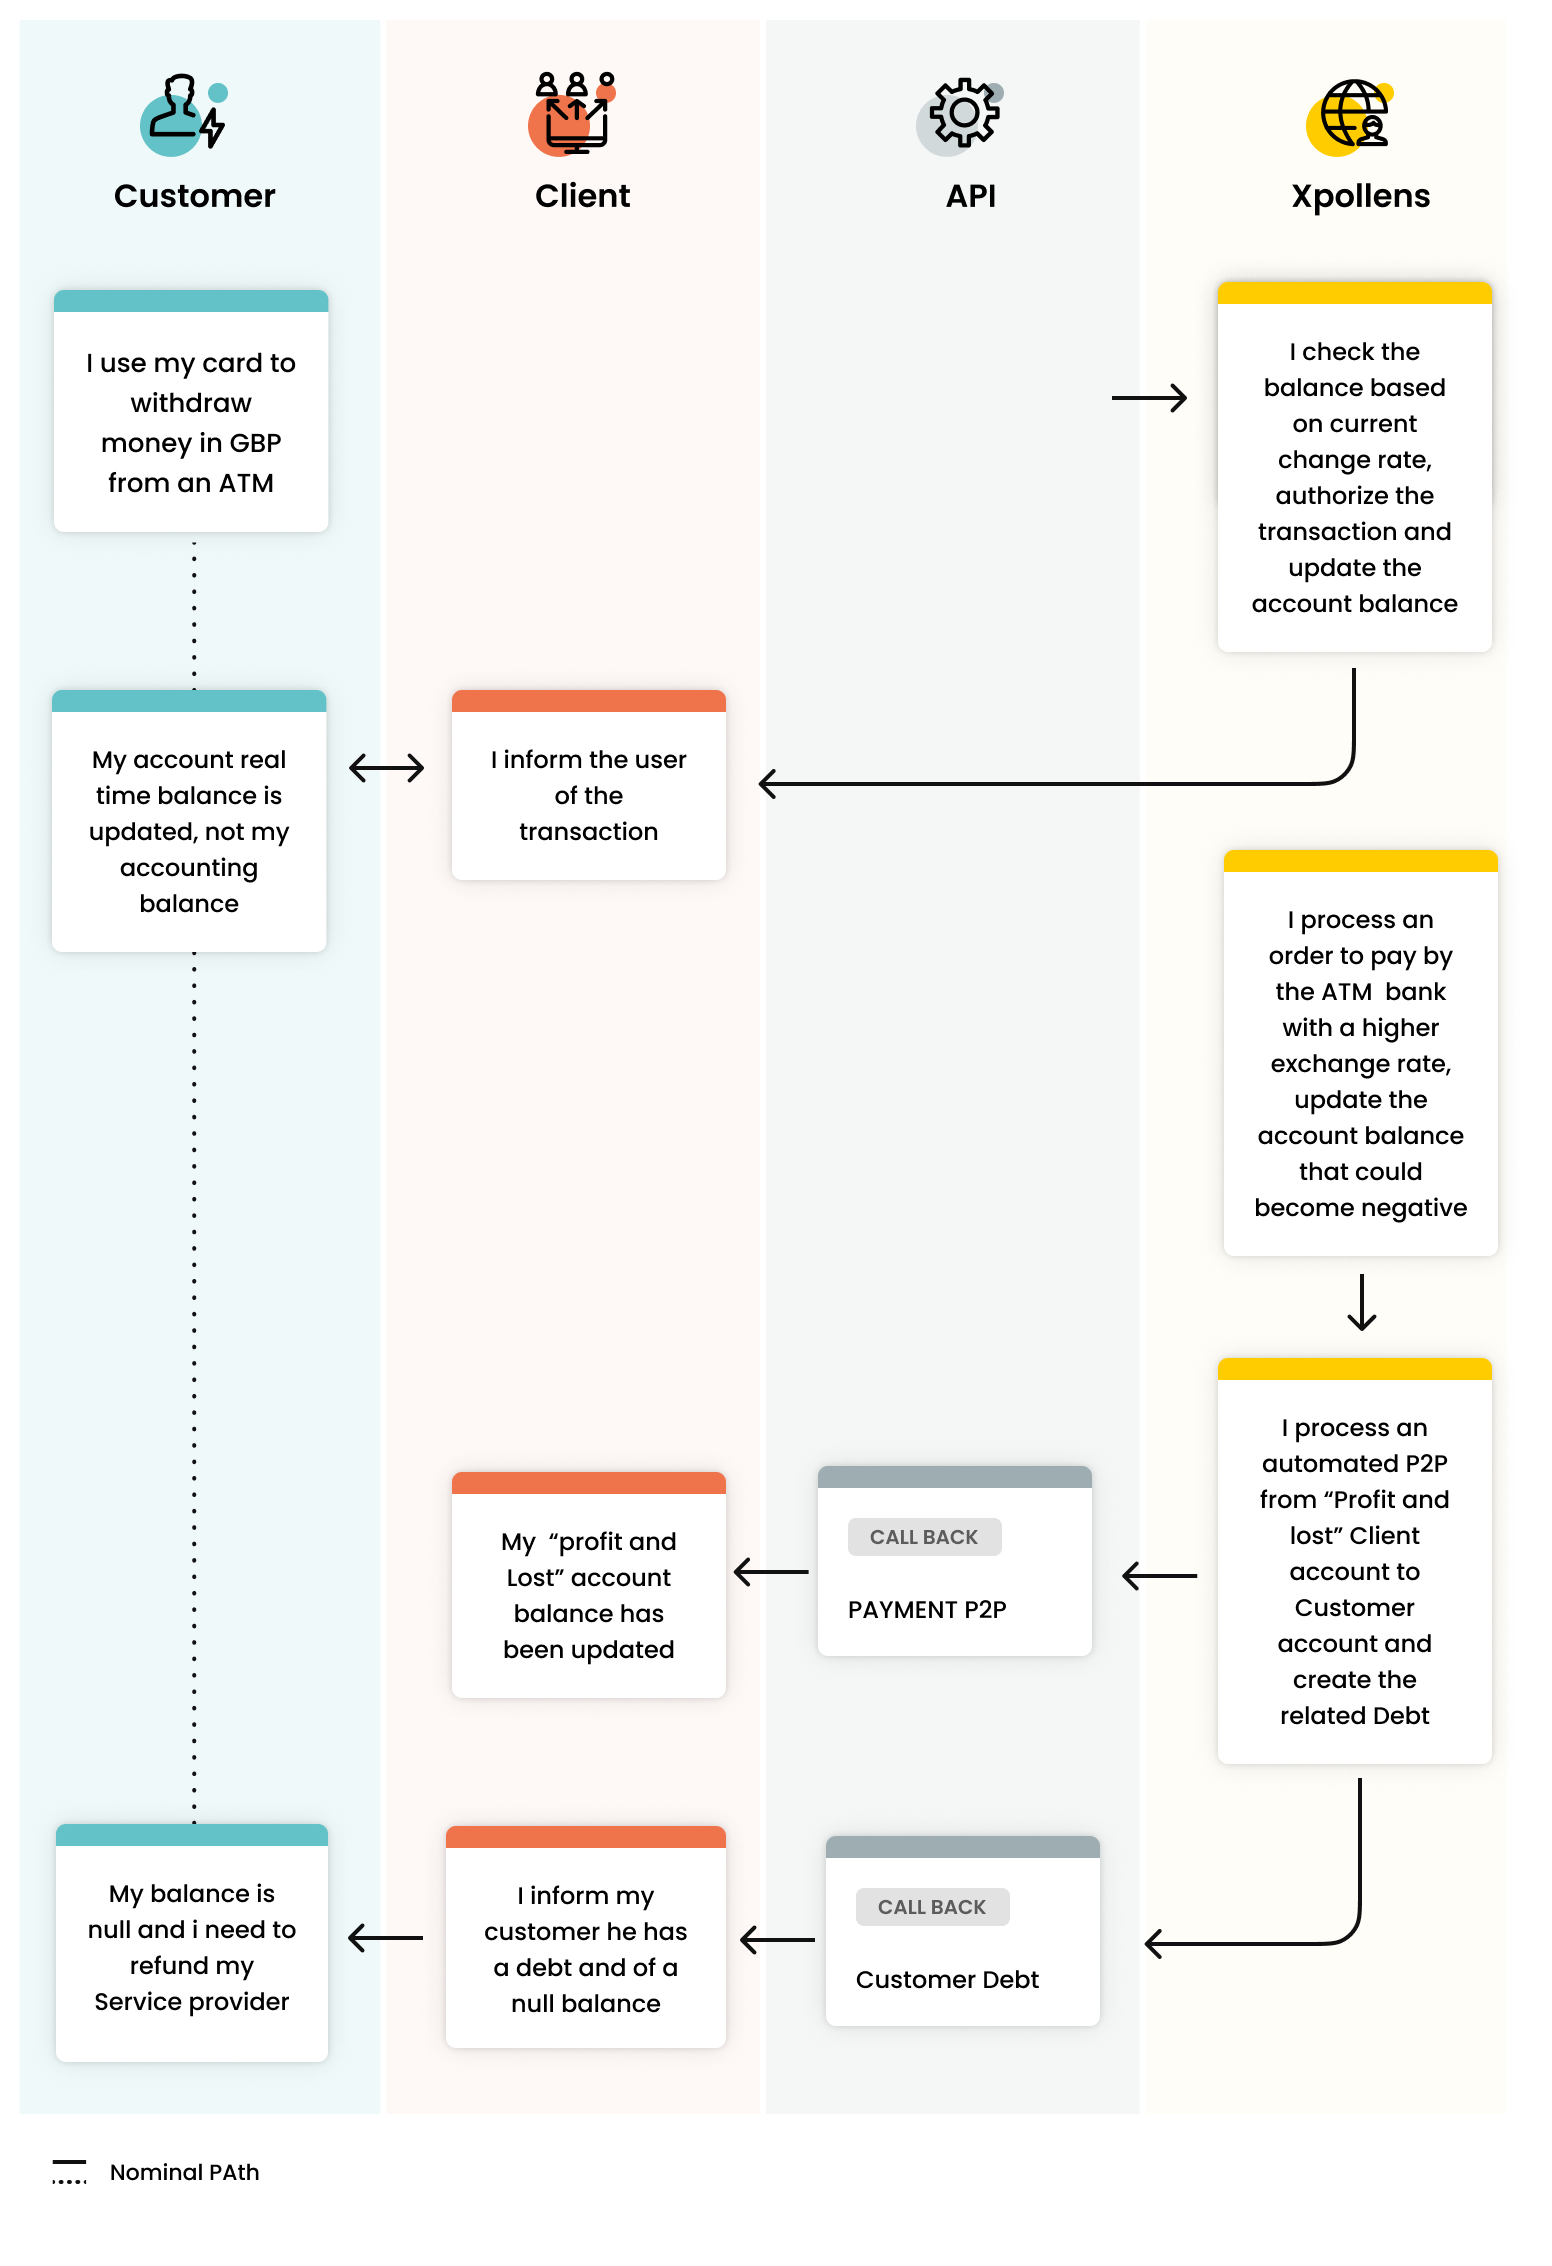 Customer
Client
API
Xpollens
I use my card to
withdraw
money in GBP
from an ATM
I check the
balance based
on current
change rate,
authorize the
transaction and
update the
account balance
My account real
time balance is
updated, not my
accounting
balance
I inform the user
of the
transaction
I process an
order to pay by
the ATM  bank
with a higher
exchange rate,
update the
account balance
that could
become negative
My  “profit and
Lost” account
balance has
been updated
CALL BACK
PAYMENT P2P
I process an
automated P2P
from “Profit and
lost” Client
account to
Customer
account and
create the
related Debt
My balance is
null and i need to
refund my
Service provider
I inform my
customer he has
a debt and of a
null balance
CALL BACK
Customer Debt
Nominal PAth